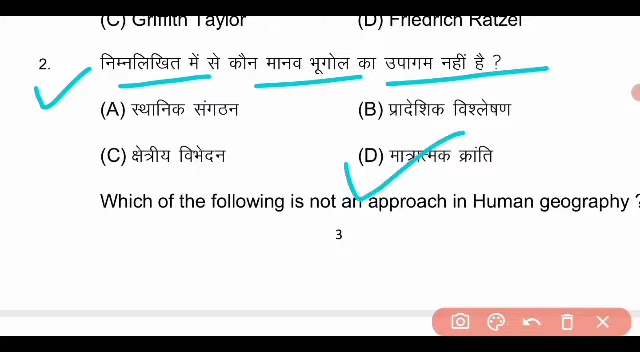 (C) Griffith Taylor (D) Friedrich Ratzel
2. निम्नलिखित में से कौन मानव भूगोल का उपागम नहीं है ?
(A) स्थानिक संगठन (B) प्रादेशिक विश्लेषण
(C) क्षेत्रीय विभेदन (D) मात्रात्मक क्रांति
Which of the following is not an approach in Human geography ?
3